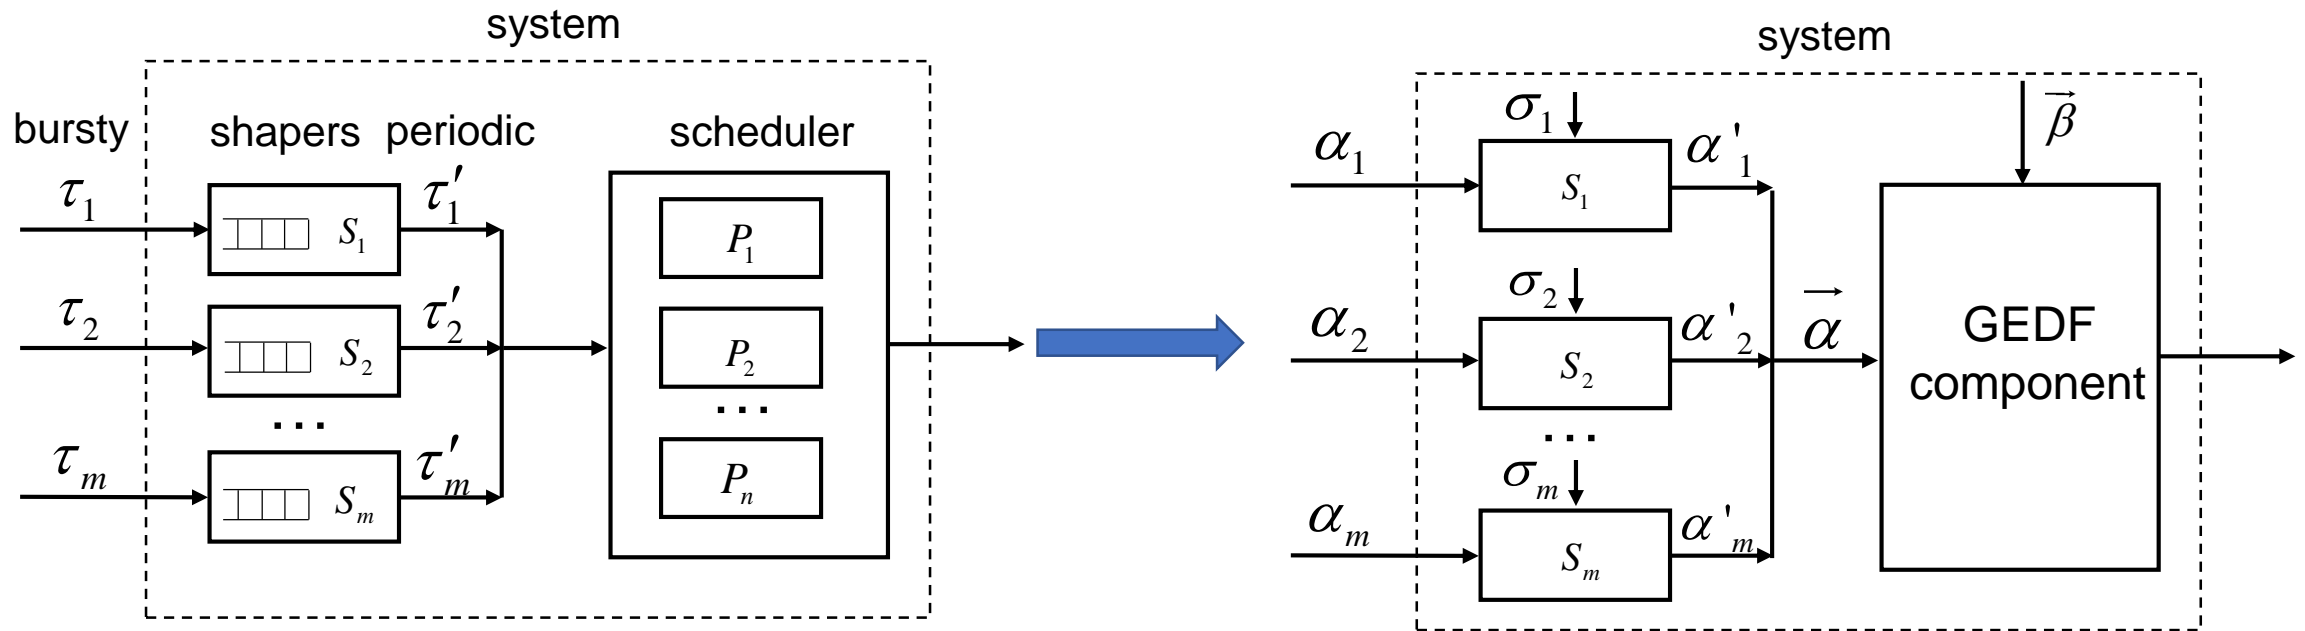 system
bursty
shapers
periodic
scheduler
τ₁
S₁
τ′₁
P₁
τ₂
S₂
τ′₂
P₂
...
...
τₘ
Sₘ
τ′ₘ
Pₙ
system
σ₁
β⃗
α₁
S₁
α'₁
σ₂
α₂
S₂
α'₂
α⃗
GEDF
component
...
σₘ
αₘ
Sₘ
α'ₘ